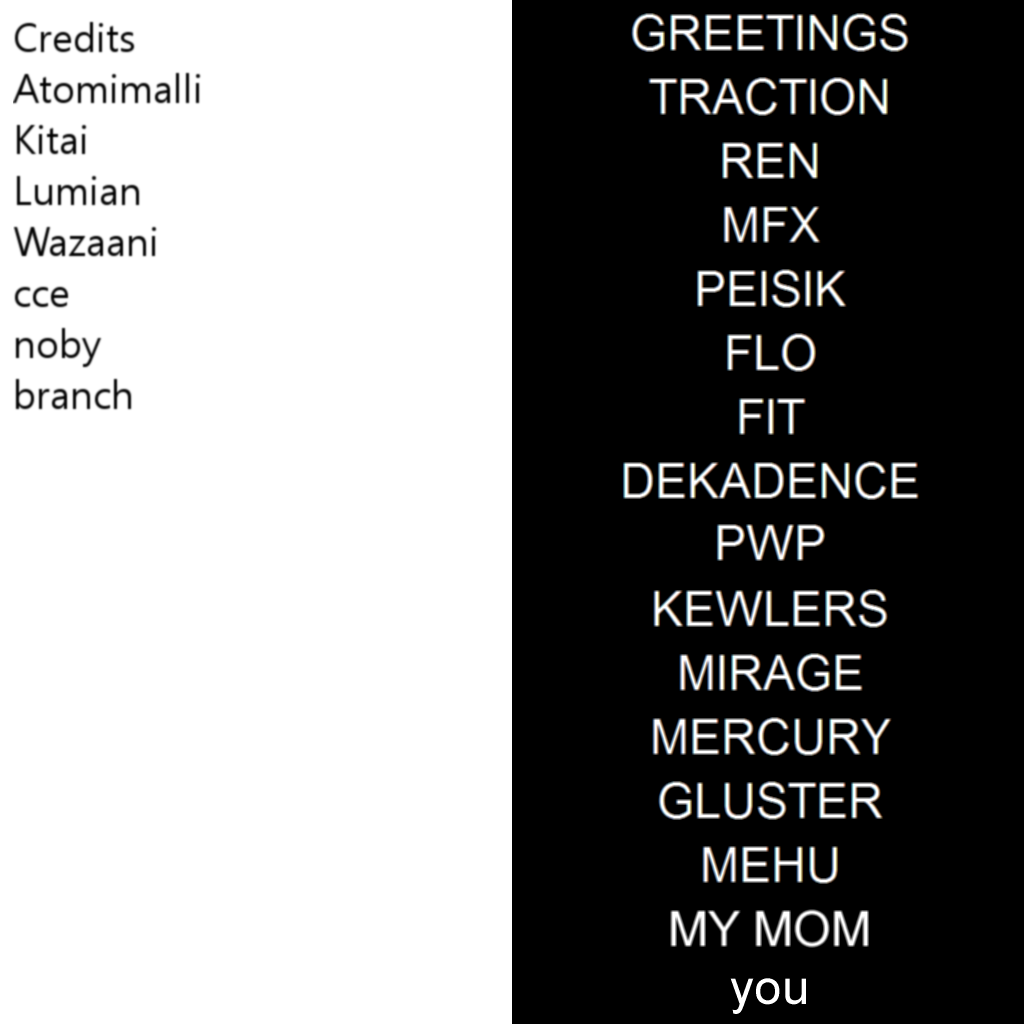 Credits
Atomimalli
Kitai
Lumian
Wazaani
cce
noby
branch
GREETINGS
TRACTION
REN
MFX
PEISIK
FLO
FIT
DEKADENCE
PWP
KEWLERS
MIRAGE
MERCURY
GLUSTER
MEHU
MY MOM
you